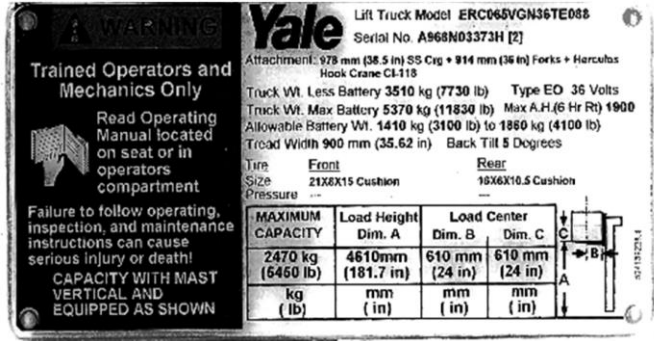 WARNING
Trained Operators and
Mechanics Only
Read Operating
Manual located
on seat or in
operators
compartment
Failure to follow operating,
inspection, and maintenance
instructions can cause
serious injury or death!
CAPACITY WITH MAST
VERTICAL AND
EQUIPPED AS SHOWN
Yale
Lift Truck Model ERC065VGN36TE088
Serial No. A968N03373H [2]
Attachment: 978 mm (38.5 in) SS Crg + 914 mm (36 in) Forks + Herculus
Hook Crane CI-118
Truck Wt. Less Battery 3510 kg (7730 lb) Type EO 36 Volts
Truck Wt. Max Battery 5370 kg (11830 lb) Max A.H.(6 Hr Rt) 1900
Allowable Battery Wt. 1410 kg (3100 lb) to 1860 kg (4100 lb)
Tread Width 900 mm (35.62 in) Back Tilt 5 Degrees
Tire Front Rear
Size 21X8X15 Cushion 16X6X10.5 Cushion
Pressure --- ---
MAXIMUM CAPACITY Load Height Dim. A Load Center Dim. B Dim. C
2470 kg 4610mm 610 mm 610 mm
(5450 lb) (181.7 in) (24 in) (24 in)
kg mm mm mm
( lb) ( in) ( in) ( in)
C
B
A